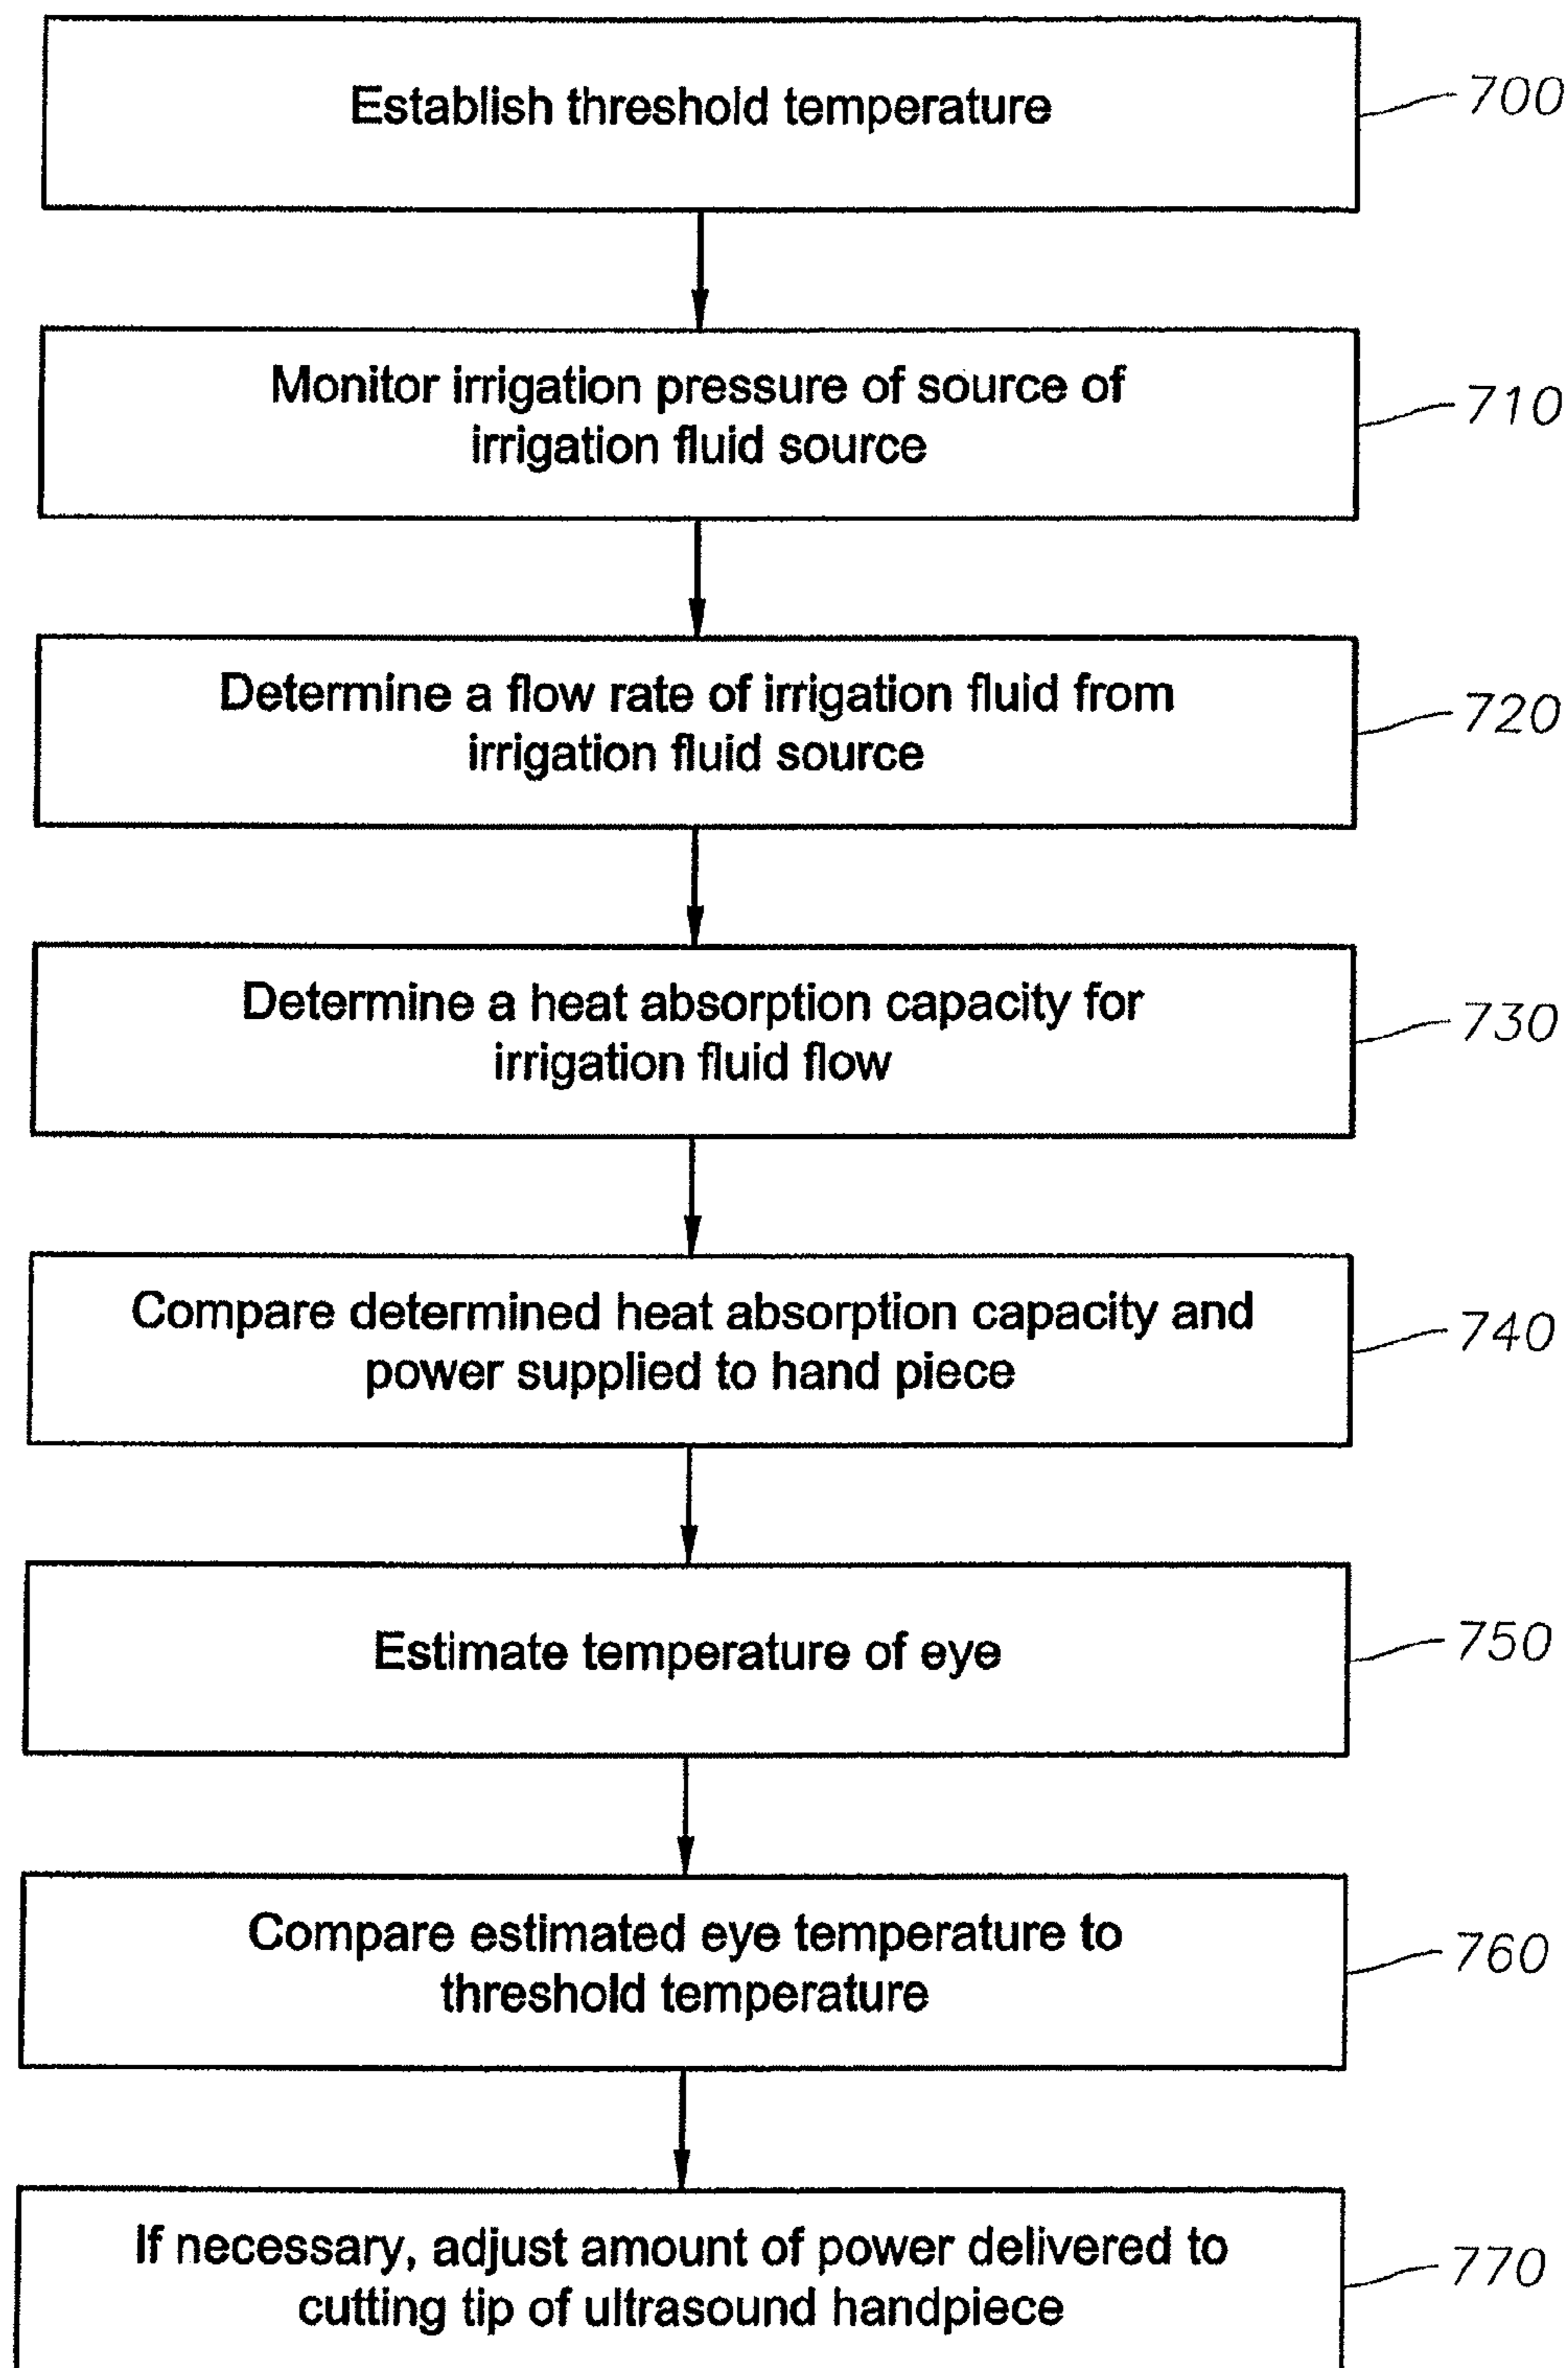 Establish threshold temperature
700
Monitor irrigation pressure of source of
irrigation fluid source
710
Determine a flow rate of irrigation fluid from
irrigation fluid source
720
Determine a heat absorption capacity for
irrigation fluid flow
730
Compare determined heat absorption capacity and
power supplied to hand piece
740
Estimate temperature of eye
750
Compare estimated eye temperature to
threshold temperature
760
If necessary, adjust amount of power delivered to
cutting tip of ultrasound handpiece
770